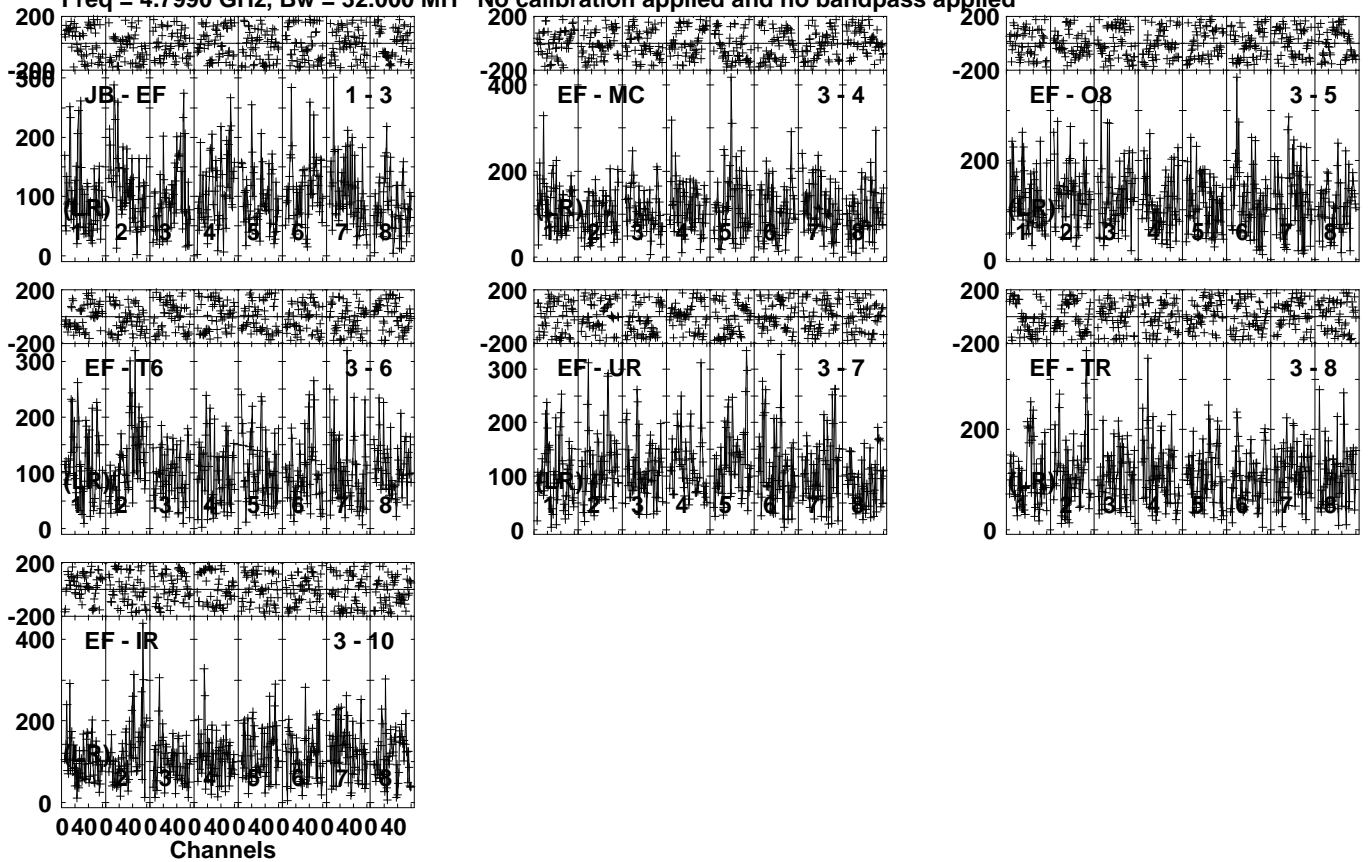 Freq = 4.7990 GHz, Bw = 32.000 MH No calibration applied and no bandpass applied
200
-200
300
200
100
0
JB - EF
1 - 3
(LR)
1 2 3 4 5 6 7 8
200
-200
400
200
0
EF - MC
3 - 4
(LR)
1 2 3 4 5 6 7 8
200
-200
200
0
EF - O8
3 - 5
(LR)
1 2 3 4 5 6 7 8
200
-200
300
200
100
0
EF - T6
3 - 6
(LR)
1 2 3 4 5 6 7 8
200
-200
300
200
100
0
EF - UR
3 - 7
(LR)
1 2 3 4 5 6 7 8
200
-200
200
0
EF - TR
3 - 8
(LR)
1 2 3 4 5 6 7 8
200
-200
400
200
0
EF - IR
3 - 10
(LR)
1 2 3 4 5 6 7 8
0 40 0 40 0 40 0 40 0 40 0 40 0 40 0 40
Channels